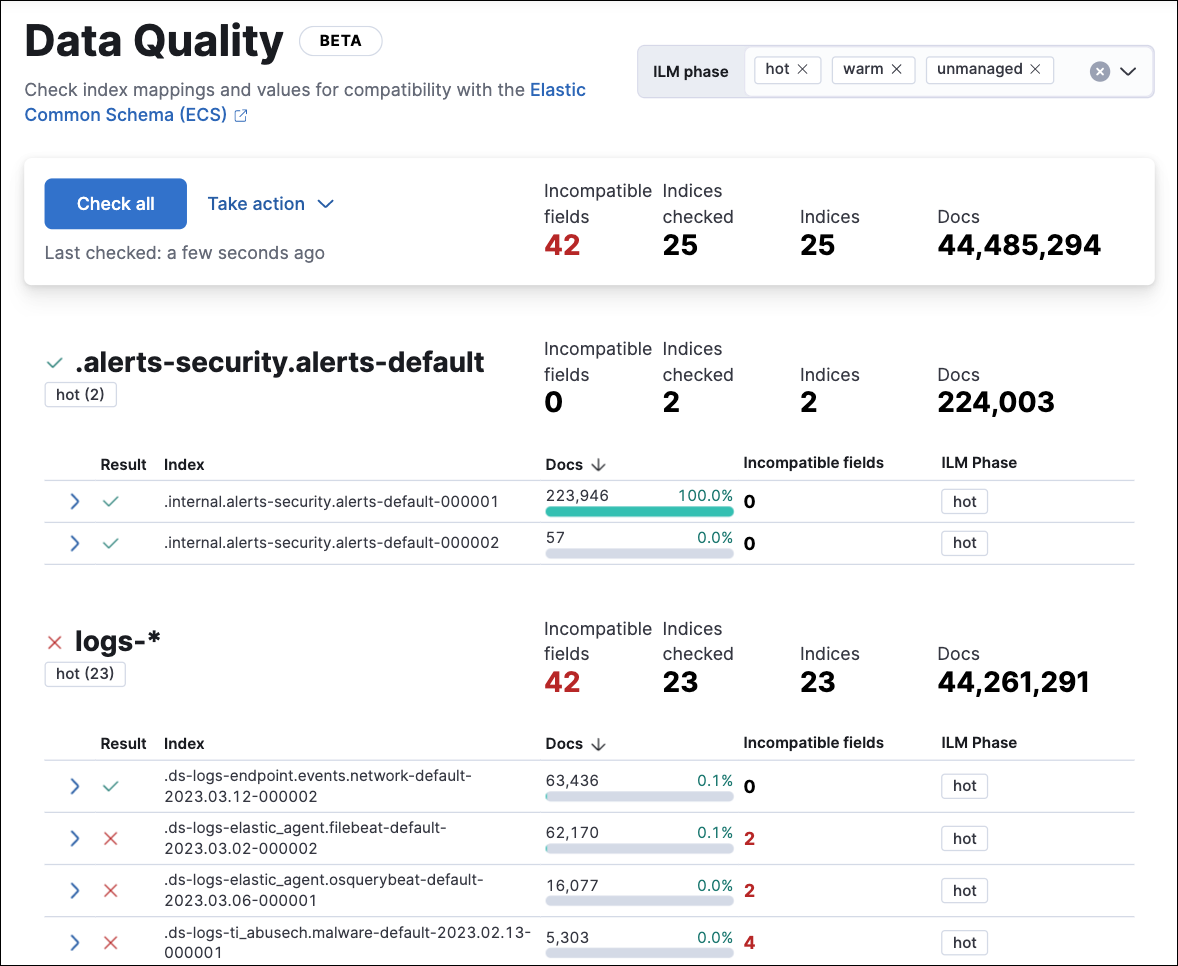 Data Quality BETA
ILM phase hot warm unmanaged
Check index mappings and values for compatibility with the Elastic
Common Schema (ECS)
Check all Take action
Last checked: a few seconds ago
Incompatible fields 42
Indices checked 25
Indices 25
Docs 44,485,294
.alerts-security.alerts-default
hot (2)
Incompatible fields 0
Indices checked 2
Indices 2
Docs 224,003
Result Index Docs Incompatible fields ILM Phase
.internal.alerts-security.alerts-default-000001 223,946 100.0% 0 hot
.internal.alerts-security.alerts-default-000002 57 0.0% 0 hot
logs-*
hot (23)
Incompatible fields 42
Indices checked 23
Indices 23
Docs 44,261,291
Result Index Docs Incompatible fields ILM Phase
.ds-logs-endpoint.events.network-default-
2023.03.12-000002 63,436 0.1% 0 hot
.ds-logs-elastic_agent.filebeat-default-
2023.03.02-000002 62,170 0.1% 2 hot
.ds-logs-elastic_agent.osquerybeat-default-
2023.03.06-000001 16,077 0.0% 2 hot
.ds-logs-ti_abusech.malware-default-2023.02.13-
000001 5,303 0.0% 4 hot